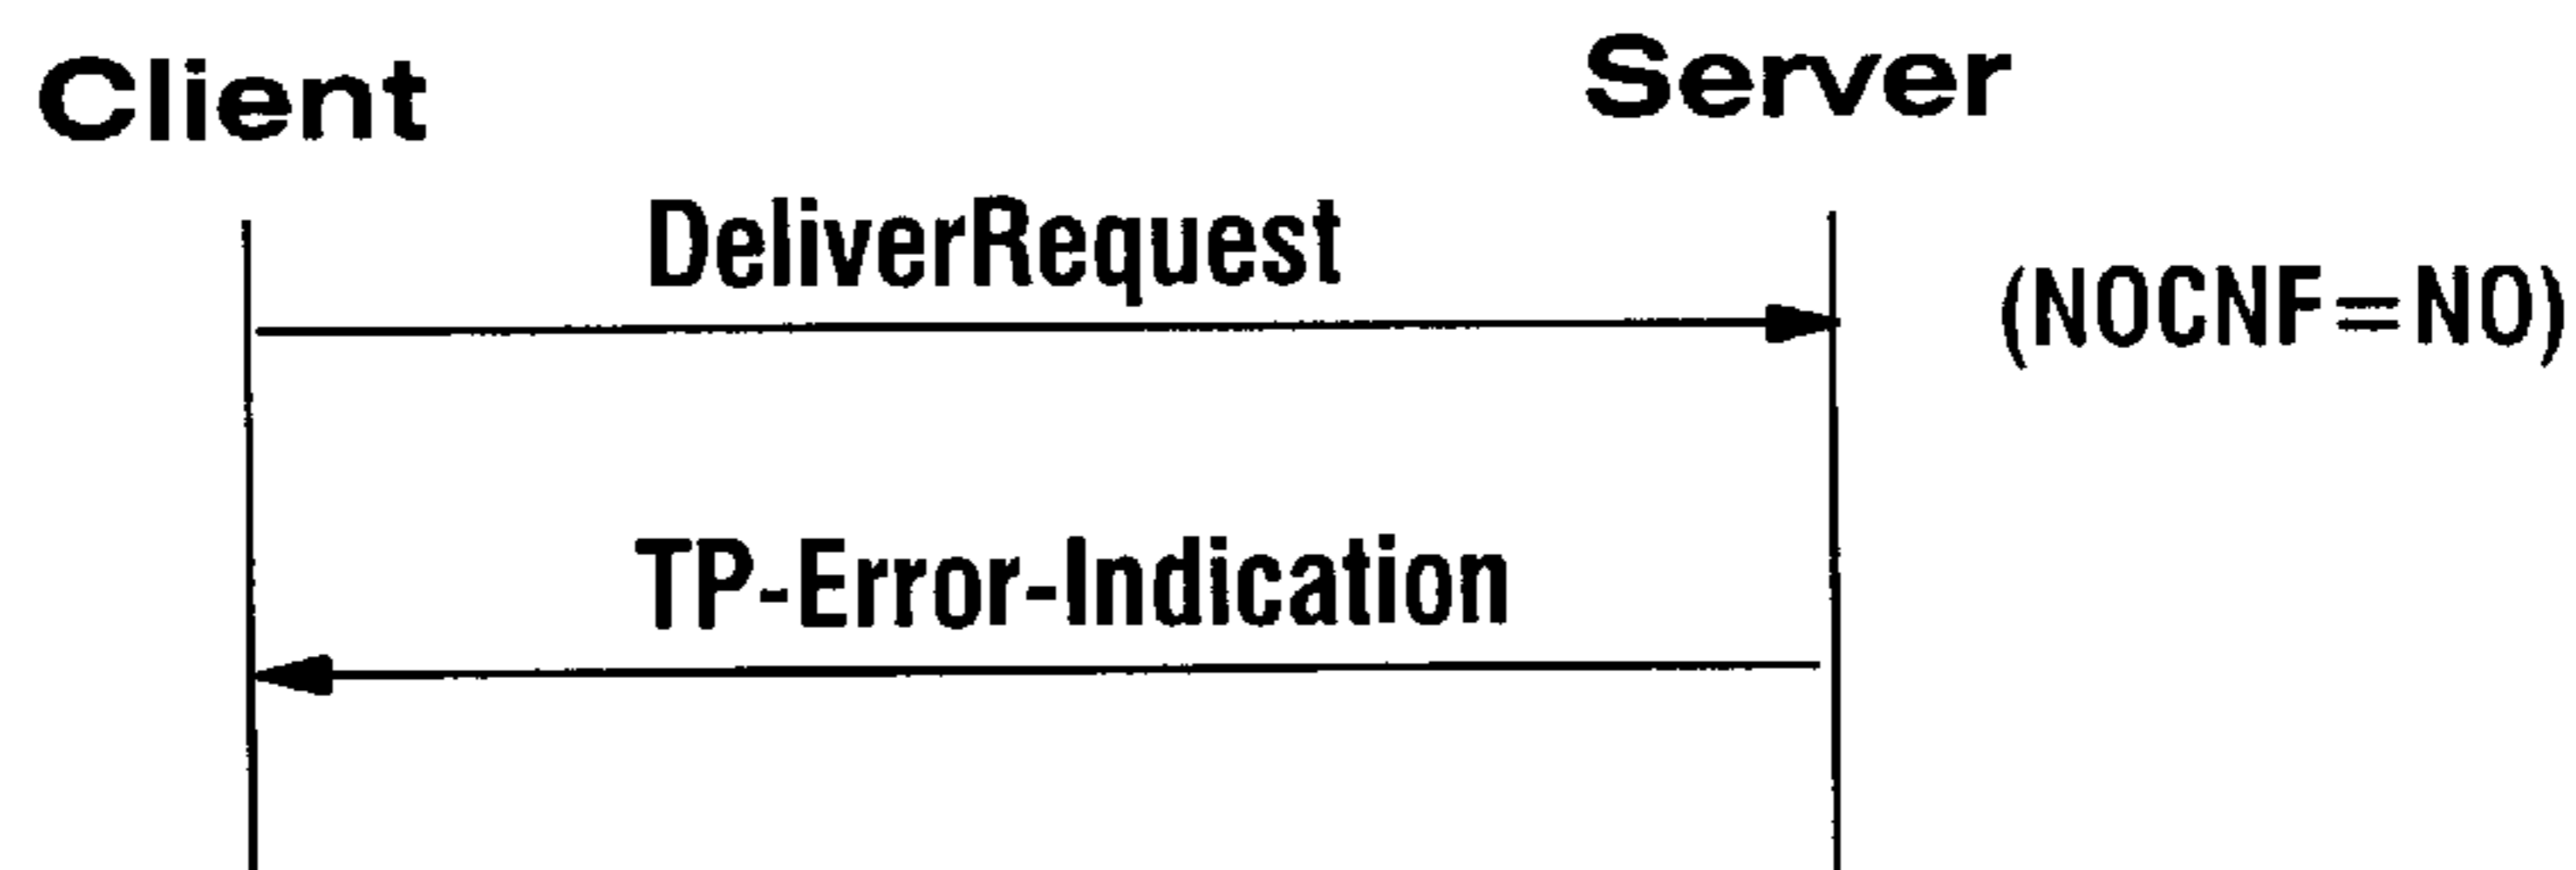 Client
Server
DeliverRequest
(NOCNF=NO)
TP-Error-Indication